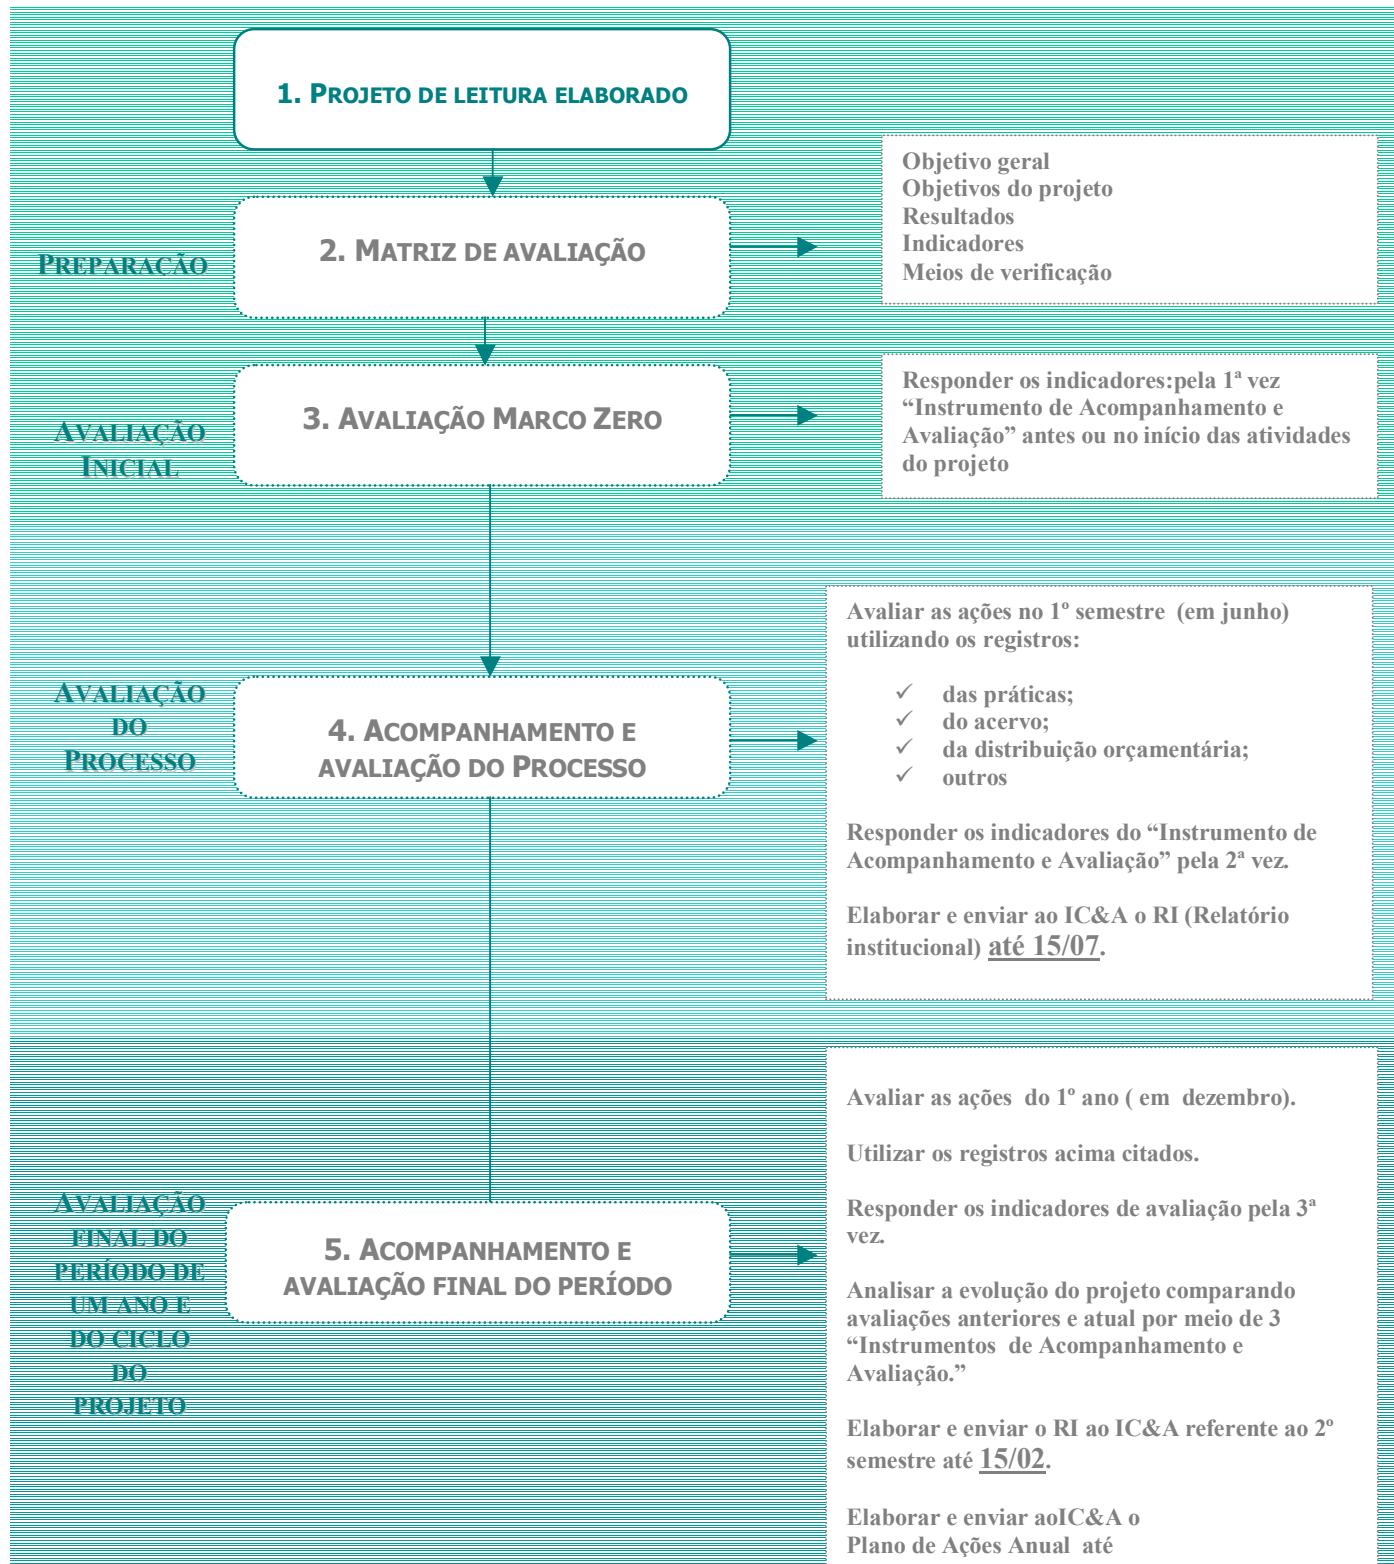 1. PROJETO DE LEITURA ELABORADO
PREPARAÇÃO
2. MATRIZ DE AVALIAÇÃO
Objetivo geral
Objetivos do projeto
Resultados
Indicadores
Meios de verificação
AVALIAÇÃO
INICIAL
3. AVALIAÇÃO MARCO ZERO
Responder os indicadores:pela 1ª vez
“Instrumento de Acompanhamento e
Avaliação” antes ou no início das atividades
do projeto
AVALIAÇÃO
DO
PROCESSO
4. ACOMPANHAMENTO E
AVALIAÇÃO DO PROCESSO
Avaliar as ações no 1º semestre (em junho)
utilizando os registros:
✓ das práticas;
✓ do acervo;
✓ da distribuição orçamentária;
✓ outros
Responder os indicadores do “Instrumento de
Acompanhamento e Avaliação” pela 2ª vez.
Elaborar e enviar ao IC&A o RI (Relatório
institucional) até 15/07.
AVALIAÇÃO
FINAL DO
PERÍODO DE
UM ANO E
DO CICLO
DO
PROJETO
5. ACOMPANHAMENTO E
AVALIAÇÃO FINAL DO PERÍODO
Avaliar as ações do 1º ano ( em dezembro).
Utilizar os registros acima citados.
Responder os indicadores de avaliação pela 3ª
vez.
Analisar a evolução do projeto comparando
avaliações anteriores e atual por meio de 3
“Instrumentos de Acompanhamento e
Avaliação.”
Elaborar e enviar o RI ao IC&A referente ao 2º
semestre até 15/02.
Elaborar e enviar aoIC&A o
Plano de Ações Anual até